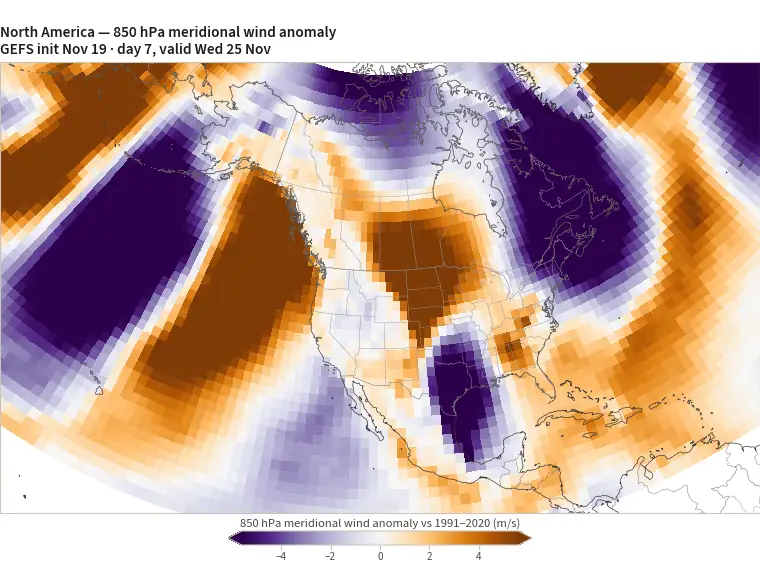 North America — 850 hPa meridional wind anomaly
GEFS init Nov 19 · day 7, valid Wed 25 Nov
850 hPa meridional wind anomaly vs 1991–2020 (m/s)
−4 −2 0 2 4